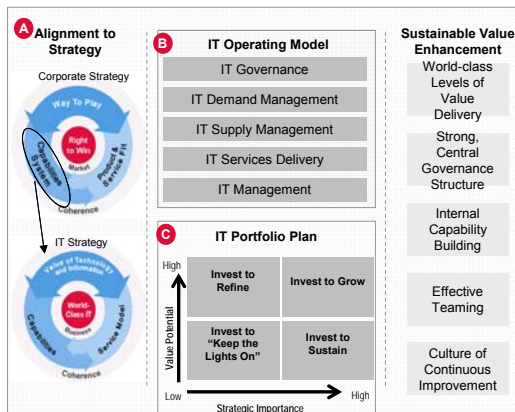 A
Alignment to
Strategy
Corporate Strategy
Way To Play
Right
to Win
Market
Capabilities
System
Product &
Service Fit
Coherence
IT Strategy
Value of Technology
and Information
World-
Class IT
Business
Capabilities
Service Model
Coherence
B
IT Operating Model
IT Governance
IT Demand Management
IT Supply Management
IT Services Delivery
IT Management
C
IT Portfolio Plan
High
Value Potential
Low
Invest to
Refine
Invest to Grow
Invest to
"Keep the
Lights On"
Invest to
Sustain
Strategic Importance
High
Sustainable Value
Enhancement
World-class
Levels of
Value
Delivery
Strong,
Central
Governance
Structure
Internal
Capability
Building
Effective
Teaming
Culture of
Continuous
Improvement